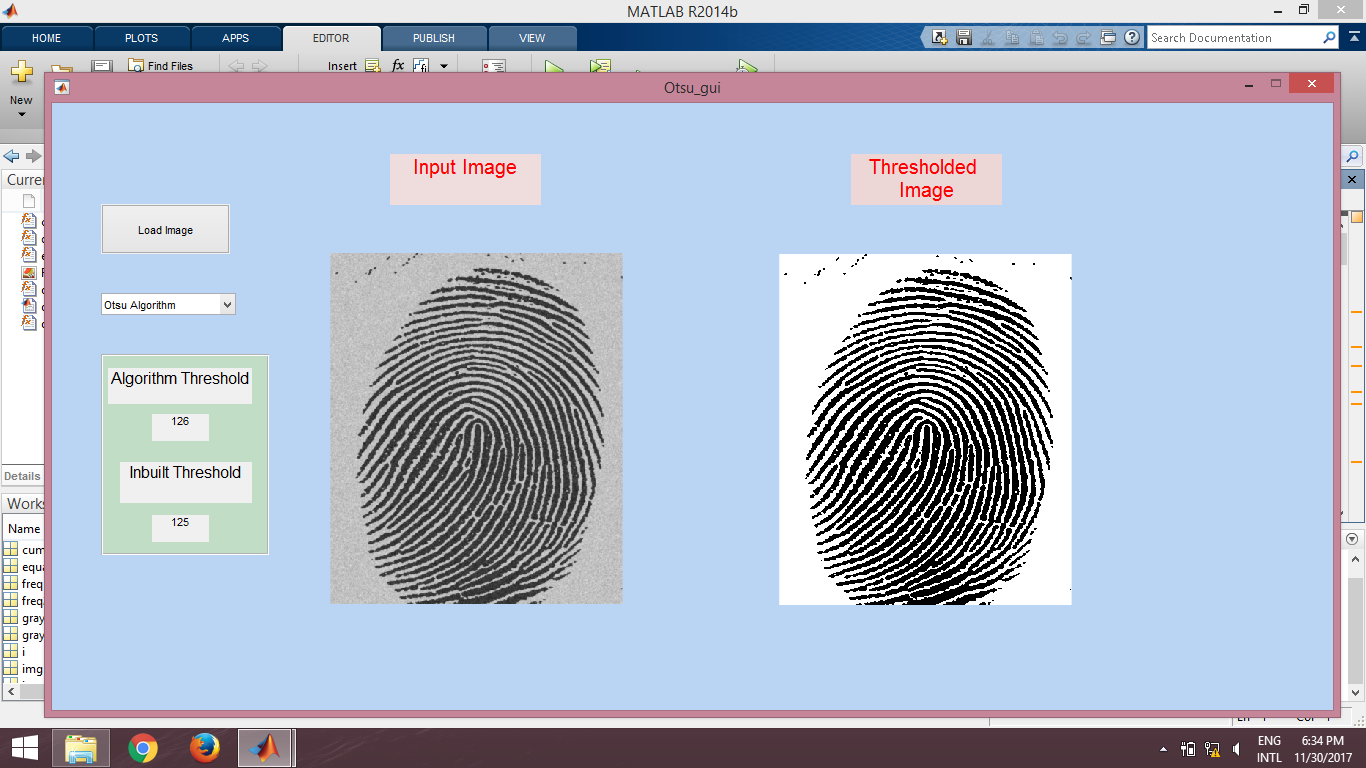 MATLAB R2014b
HOME
PLOTS
APPS
EDITOR
PUBLISH
VIEW
Search Documentation
New
Find Files
Insert
fx
Otsu_gui
Input Image
Thresholded
Image
Load Image
Otsu Algorithm
Algorithm Threshold
126
Inbuilt Threshold
125
Curre
Details
Works
Name
cum
equa
freq
freq
gray
gray
i
img
ENG
INTL
6:34 PM
11/30/2017